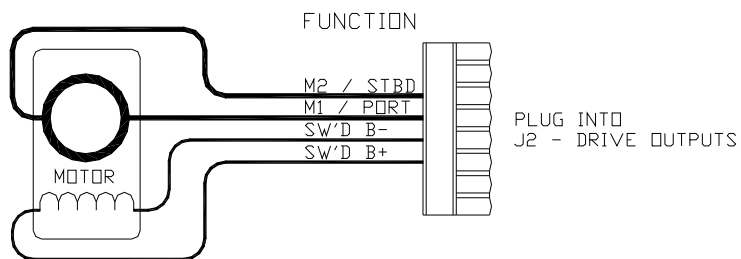 FUNCTION
M2 / STBD
M1 / PORT
SW'D B-
SW'D B+
MOTOR
PLUG INTO
J2 - DRIVE OUTPUTS